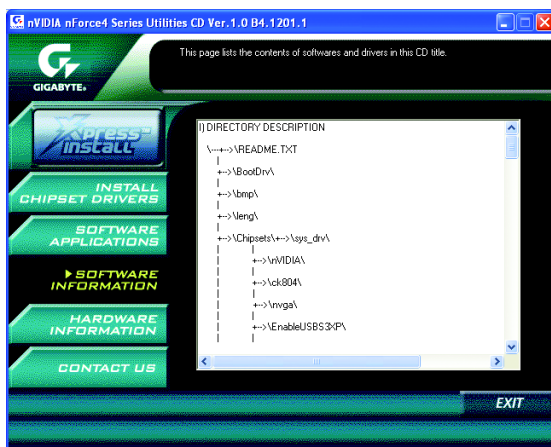 nVIDIA nForce4 Series Utilities CD Ver.1.0 B4.1201.1
GIGABYTE™
This page lists the contents of softwares and drivers in this CD title.
Xpress™
Install
INSTALL
CHIPSET DRIVERS
SOFTWARE
APPLICATIONS
SOFTWARE
INFORMATION
HARDWARE
INFORMATION
CONTACT US
I) DIRECTORY DESCRIPTION
\---+-->\README.TXT
|
+-->\BootDrv\
|
+-->\bmp\
|
+-->\leng\
|
+-->\Chipsets\+-->\sys_drv\
| |
| +-->\nVIDIA\
| |
| +-->\ck804\
| |
| +-->\nvga\
| |
| +-->\EnableUSBS3XP\
| |
EXIT